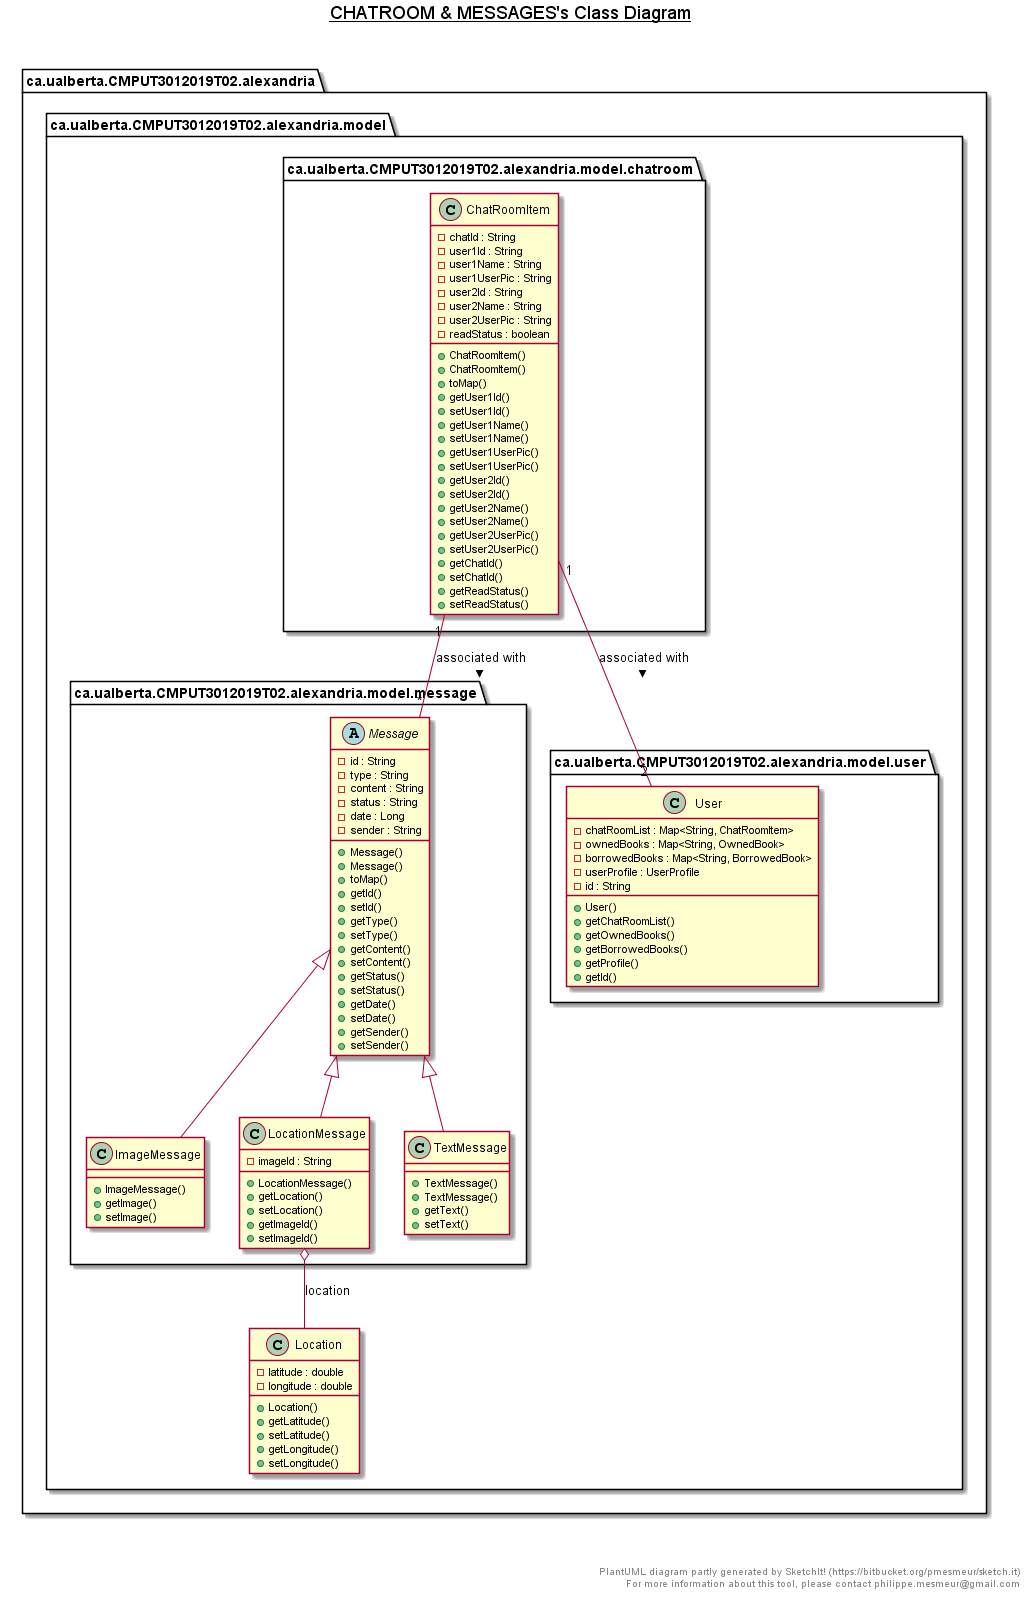 CHATROOM & MESSAGES's Class Diagram
ca.ualberta.CMPUT3012019T02.alexandria
ca.ualberta.CMPUT3012019T02.alexandria.model
ca.ualberta.CMPUT3012019T02.alexandria.model.chatroom
C ChatRoomItem
chatId : String
user1Id : String
user1Name : String
user1UserPic : String
user2Id : String
user2Name : String
user2UserPic : String
readStatus : boolean
ChatRoomItem()
ChatRoomItem()
toMap()
getUser1Id()
setUser1Id()
getUser1Name()
setUser1Name()
getUser1UserPic()
setUser1UserPic()
getUser2Id()
setUser2Id()
getUser2Name()
setUser2Name()
getUser2UserPic()
setUser2UserPic()
getChatId()
setChatId()
getReadStatus()
setReadStatus()
1
1
associated with
associated with
ca.ualberta.CMPUT3012019T02.alexandria.model.message
A Message
id : String
type : String
content : String
status : String
date : Long
sender : String
Message()
Message()
toMap()
getId()
setId()
getType()
setType()
getContent()
setContent()
getStatus()
setStatus()
getDate()
setDate()
getSender()
setSender()
ca.ualberta.CMPUT3012019T02.alexandria.model.user
2
C User
chatRoomList : Map<String, ChatRoomItem>
ownedBooks : Map<String, OwnedBook>
borrowedBooks : Map<String, BorrowedBook>
userProfile : UserProfile
id : String
User()
getChatRoomList()
getOwnedBooks()
getBorrowedBooks()
getProfile()
getId()
C ImageMessage
ImageMessage()
getImage()
setImage()
C LocationMessage
imageId : String
LocationMessage()
getLocation()
setLocation()
getImageId()
setImageId()
C TextMessage
TextMessage()
TextMessage()
getText()
setText()
location
C Location
latitude : double
longitude : double
Location()
getLatitude()
setLatitude()
getLongitude()
setLongitude()
PlantUML diagram partly generated by SketchIt! (https://bitbucket.org/pmesmeur/sketch.it)
For more information about this tool, please contact philippe.mesmeur@gmail.com